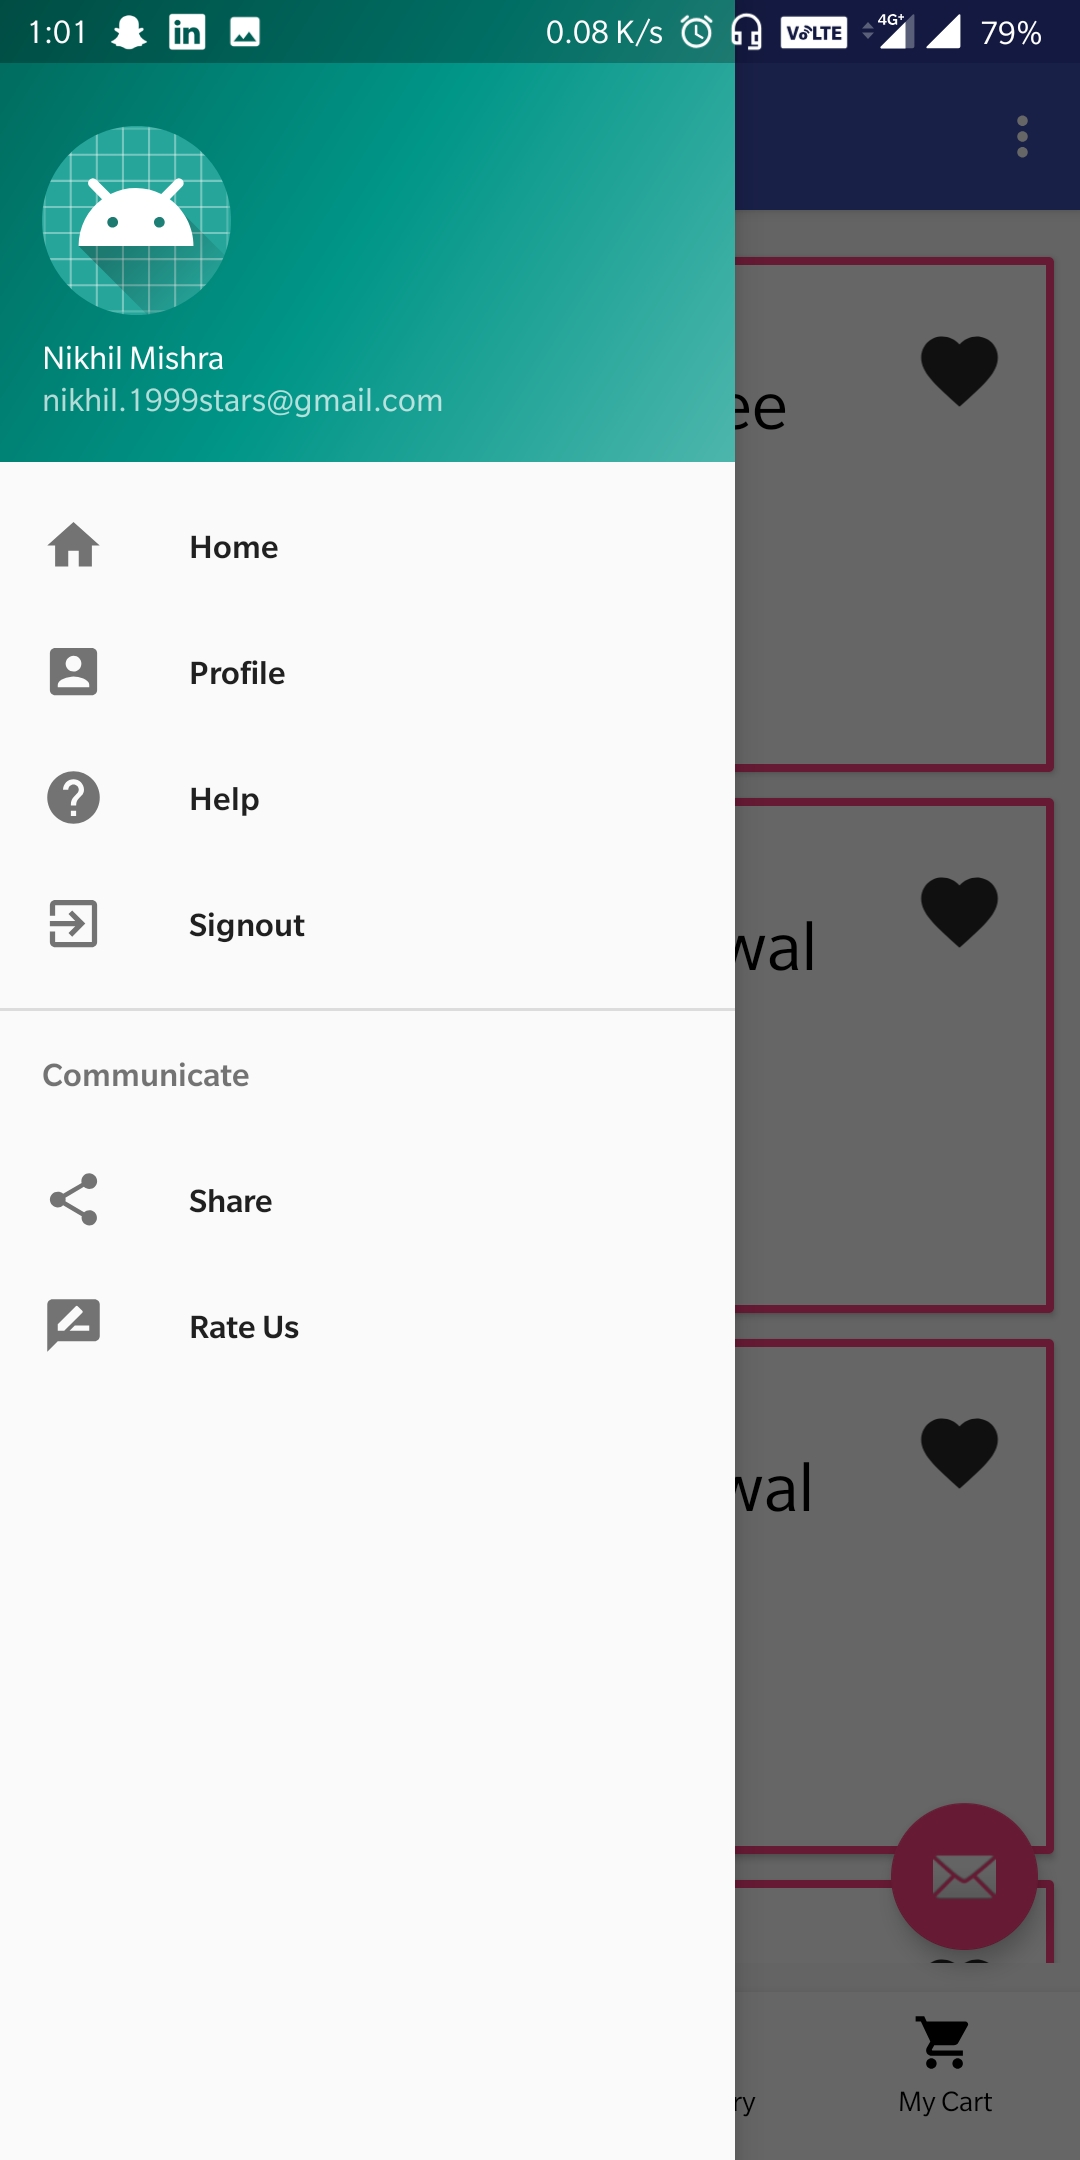 1:01 in 0.08 K/s VoLTE 4G+ 79%
Nikhil Mishra
nikhil.1999stars@gmail.com
Home
Profile
Help
Signout
Communicate
Share
Rate Us
ee
wal
wal
ry
My Cart